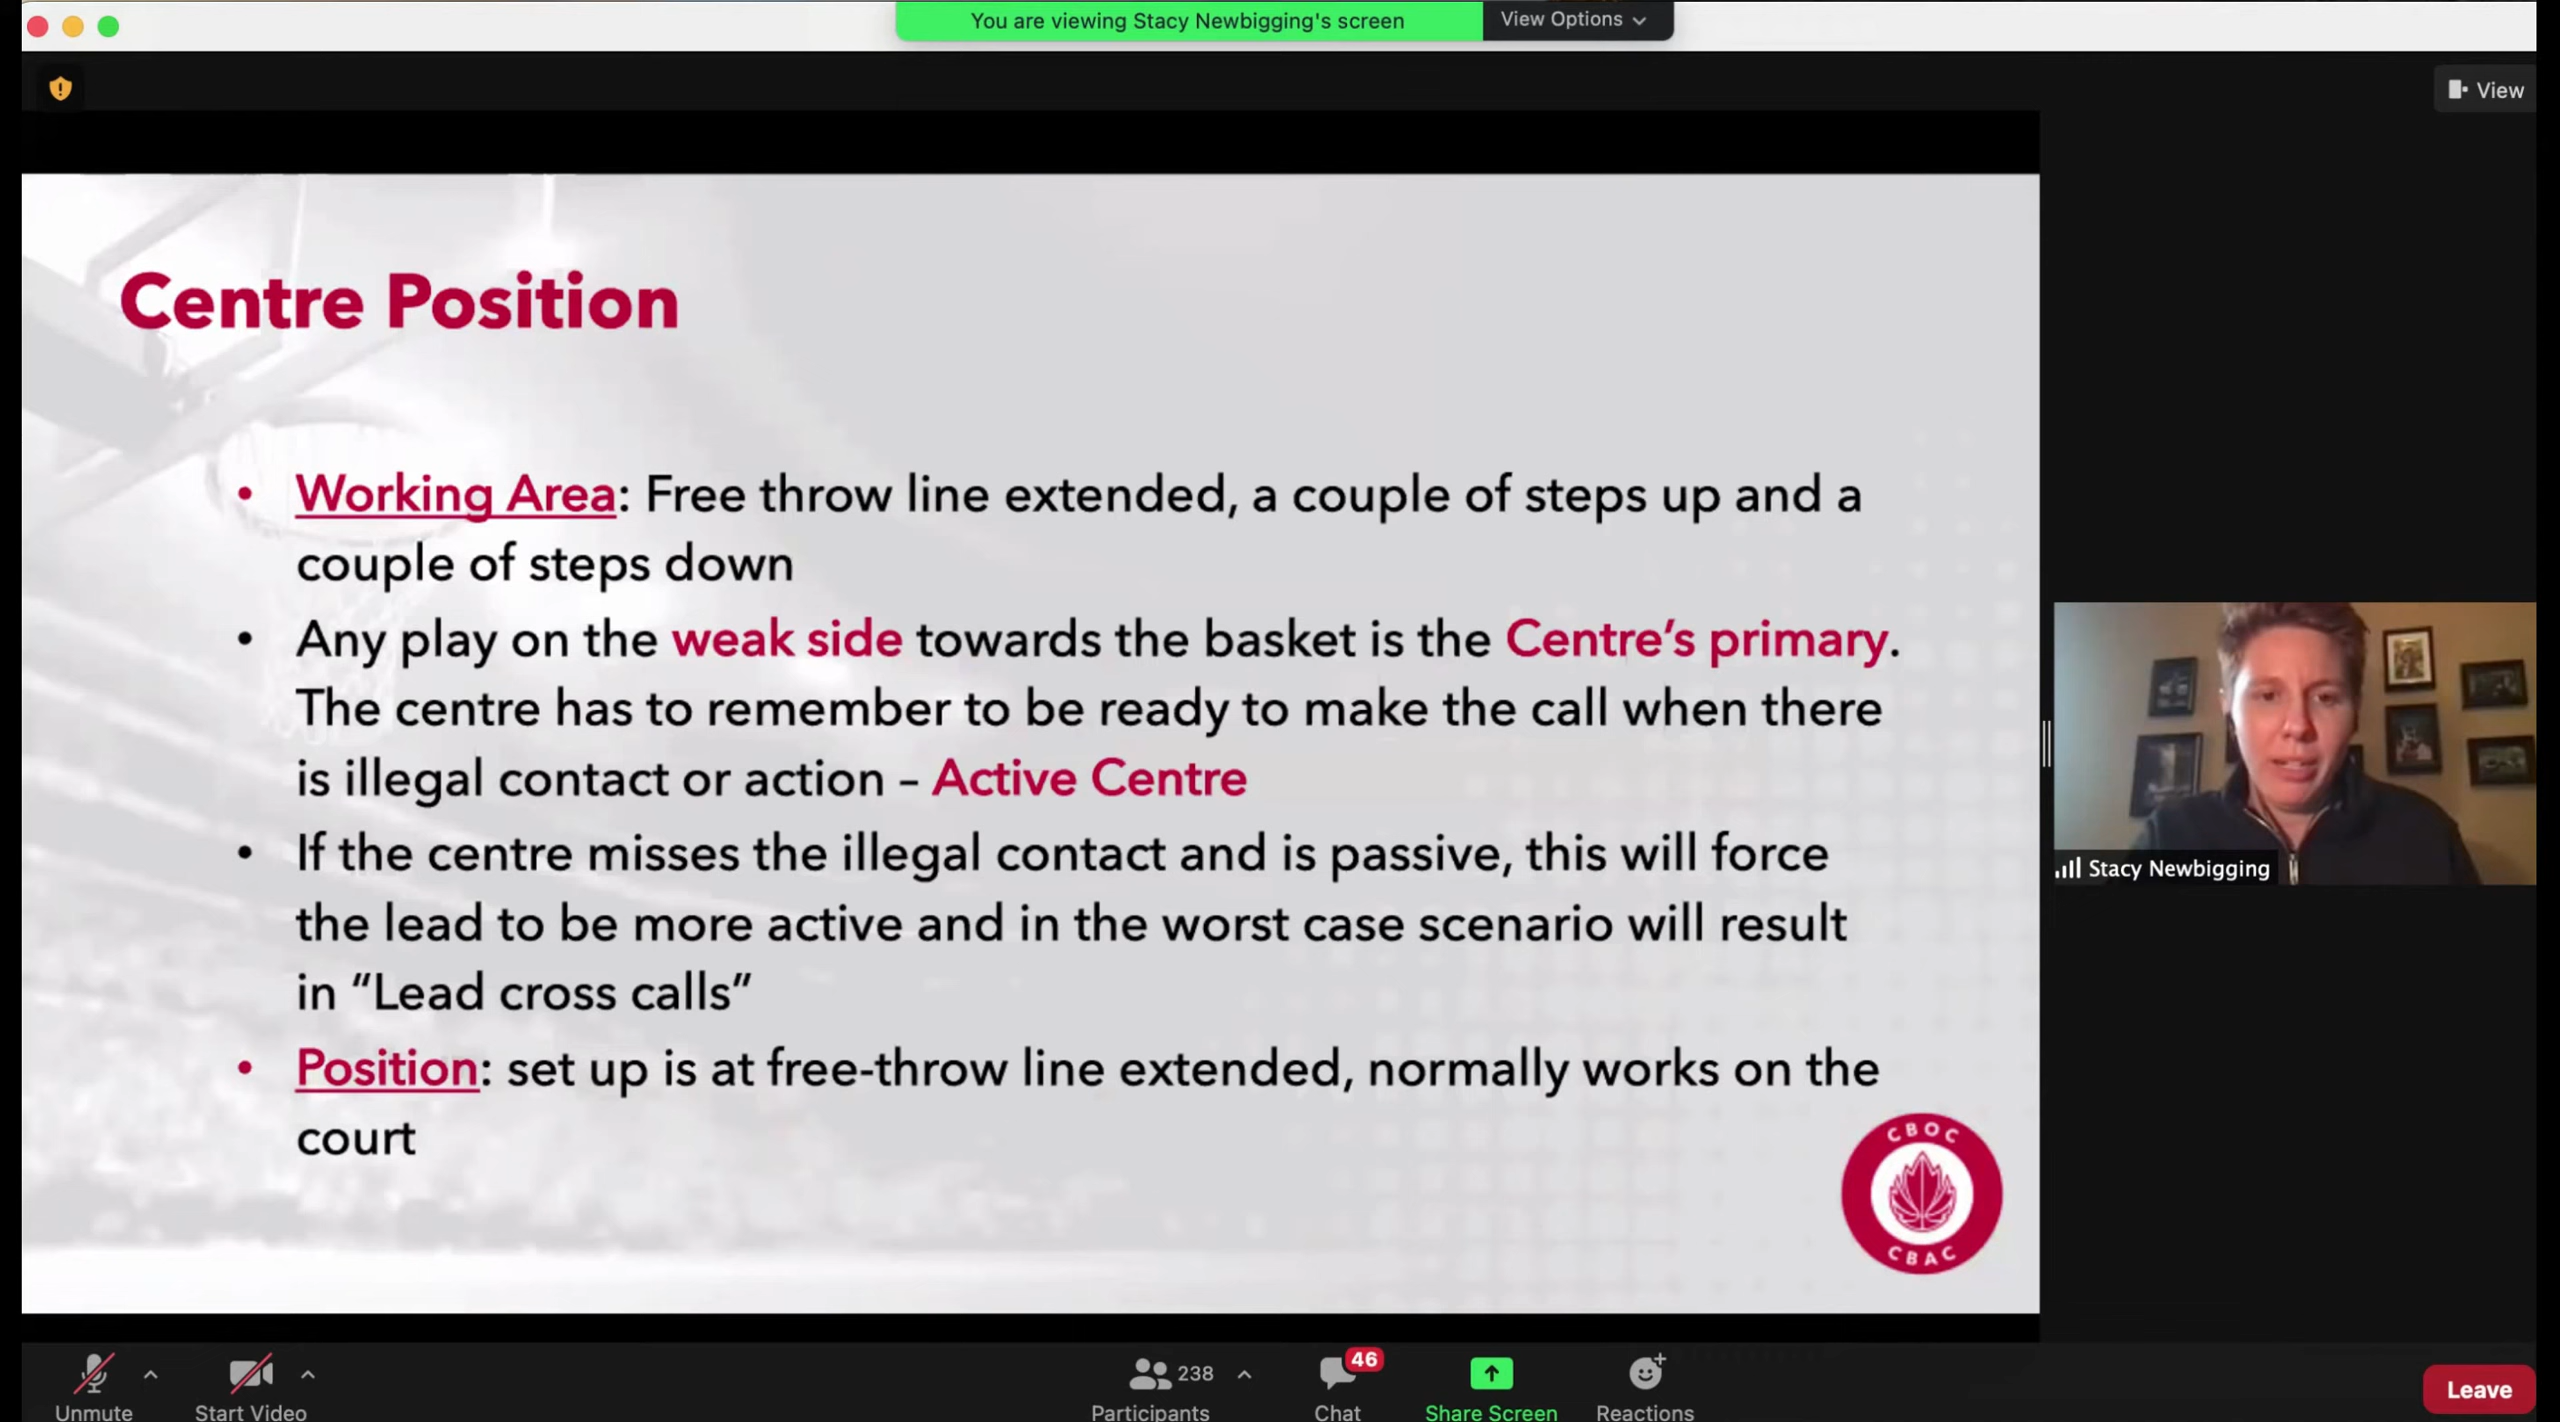 You are viewing Stacy Newbigging's screen
View Options
View
Centre Position
• Working Area: Free throw line extended, a couple of steps up and a
couple of steps down
• Any play on the weak side towards the basket is the Centre’s primary.
The centre has to remember to be ready to make the call when there
is illegal contact or action – Active Centre
• If the centre misses the illegal contact and is passive, this will force
the lead to be more active and in the worst case scenario will result
in “Lead cross calls”
• Position: set up is at free-throw line extended, normally works on the
court
CBOC
CBAC
Stacy Newbigging
Unmute
Start Video
238
Participants
46
Chat
Share Screen
Reactions
Leave